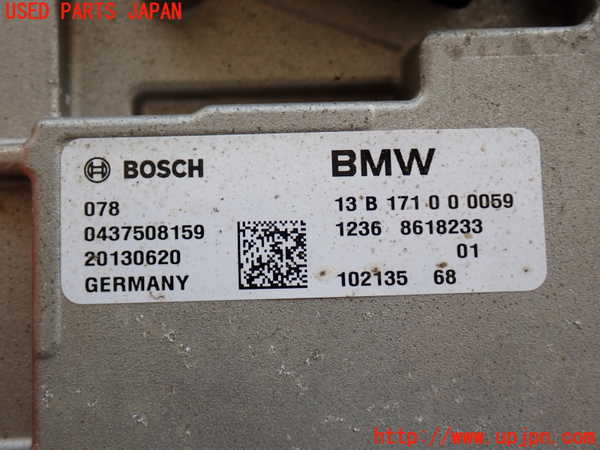 USED PARTS JAPAN
BOSCH BMW
078 13 B 171 0 0 0059
0437508159 1236 8618233
20130620 01
GERMANY 102135 68
http://www.upjpn.com/